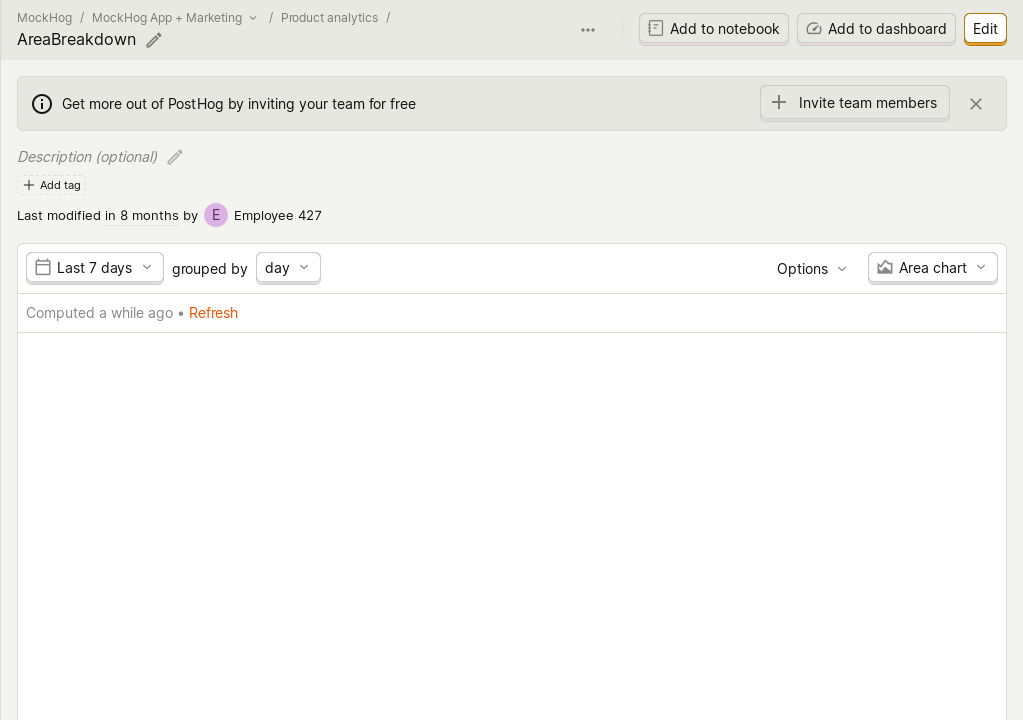 MockHog / MockHog App + Marketing / Product analytics /
AreaBreakdown
Add to notebook
Add to dashboard
Edit
Get more out of PostHog by inviting your team for free
Invite team members
Description (optional)
Add tag
Last modified in 8 months by E Employee 427
Last 7 days grouped by day
Options
Area chart
Computed a while ago • Refresh